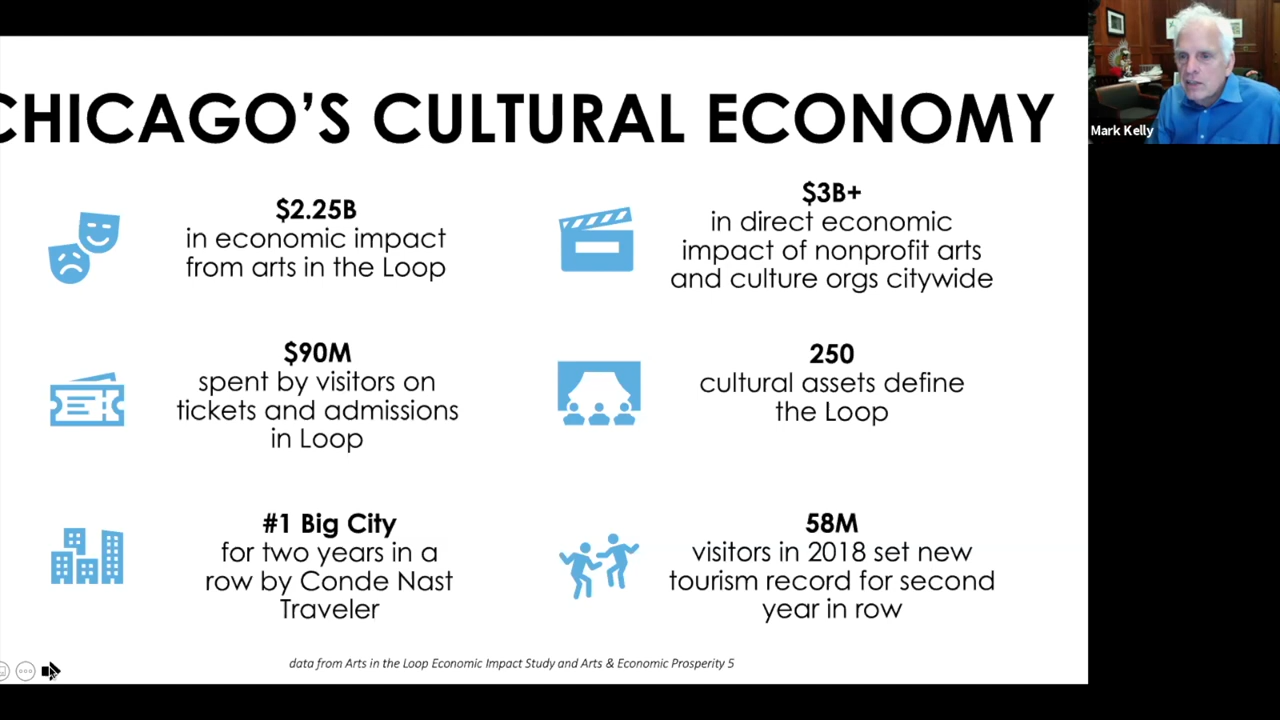 CHICAGO'S CULTURAL ECONOMY
$2.25B
in economic impact
from arts in the Loop
$3B+
in direct economic
impact of nonprofit arts
and culture orgs citywide
$90M
spent by visitors on
tickets and admissions
in Loop
250
cultural assets define
the Loop
#1 Big City
for two years in a
row by Conde Nast
Traveler
58M
visitors in 2018 set new
tourism record for second
year in row
data from Arts in the Loop Economic Impact Study and Arts & Economic Prosperity 5
Mark Kelly